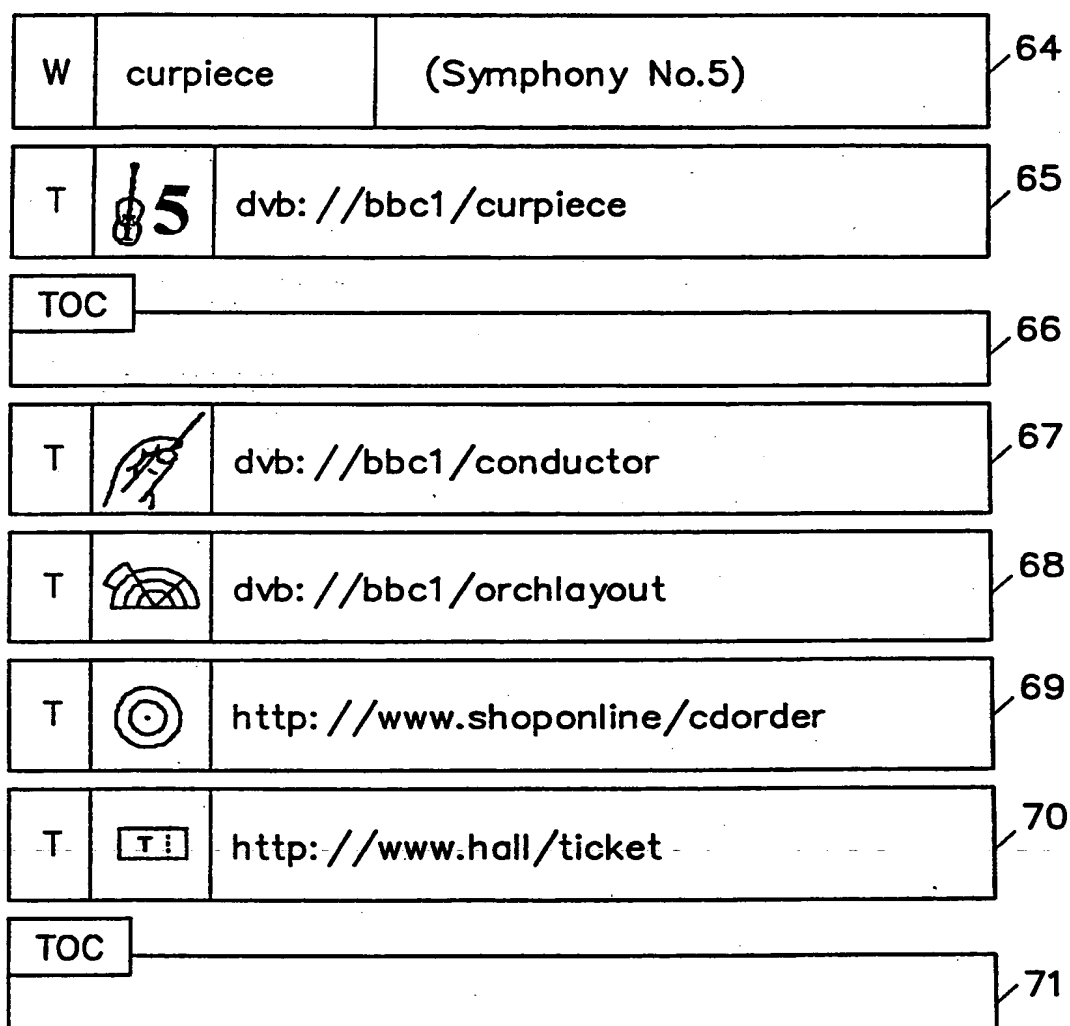 W curpiece (Symphony No.5) 64
T 5 dvb://bbc1/curpiece 65
TOC
66
T dvb://bbc1/conductor 67
T dvb://bbc1/orchlayout 68
T http://www.shoponline/cdorder 69
T T http://www.hall/ticket 70
TOC
71